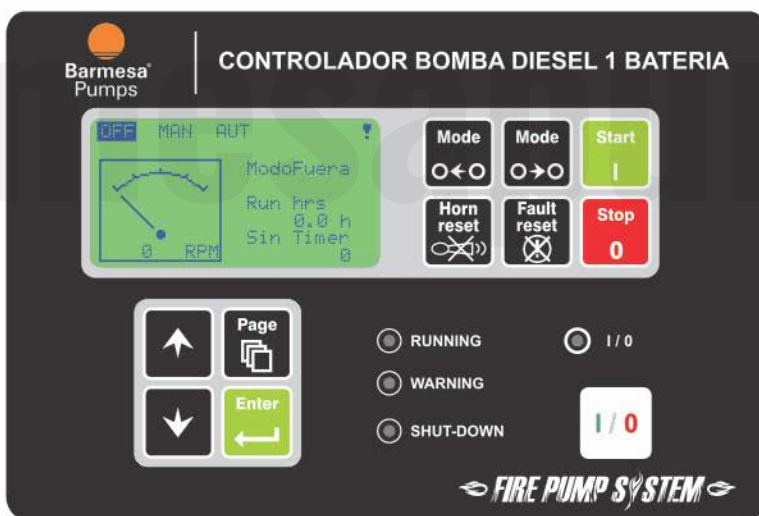 Barmesa®
Pumps
CONTROLADOR BOMBA DIESEL 1 BATERIA
OFF MAN AUT !
ModoFuera
Run hrs
0.0 h
Sin Timer
0
0 RPM
Mode
Mode
Start
I
Horn
reset
Fault
reset
Stop
0
Page
Enter
RUNNING
WARNING
SHUT-DOWN
I / 0
I / 0
FIRE PUMP SYSTEM